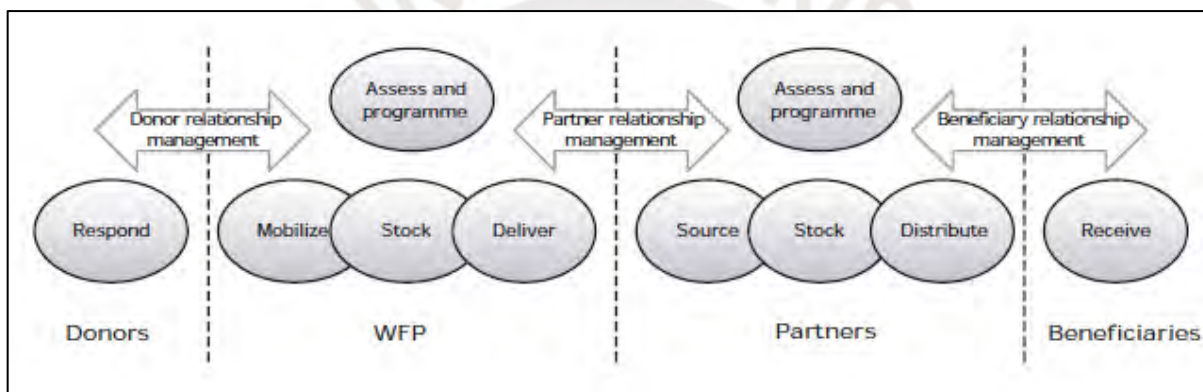 Assess and
programme
Assess and
programme
Donor relationship
management
Partner relationship
management
Beneficiary relationship
management
Respond
Mobilize
Stock
Deliver
Source
Stock
Distribute
Receive
Donors
WFP
Partners
Beneficiaries